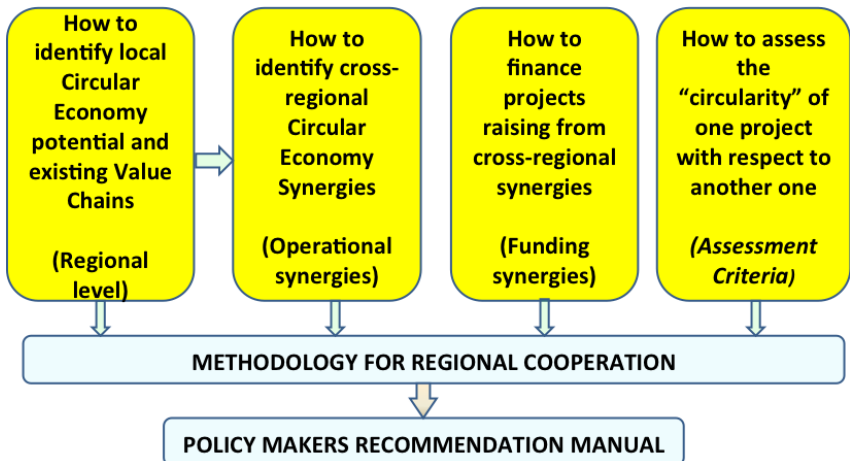 How to
identify local
Circular
Economy
potential and
existing Value
Chains
(Regional
level)
How to
identify cross-
regional
Circular
Economy
Synergies
(Operational
synergies)
How to
finance
projects
raising from
cross-regional
synergies
(Funding
synergies)
How to assess
the
“circularity” of
one project
with respect to
another one
(Assessment
Criteria)
METHODOLOGY FOR REGIONAL COOPERATION
POLICY MAKERS RECOMMENDATION MANUAL